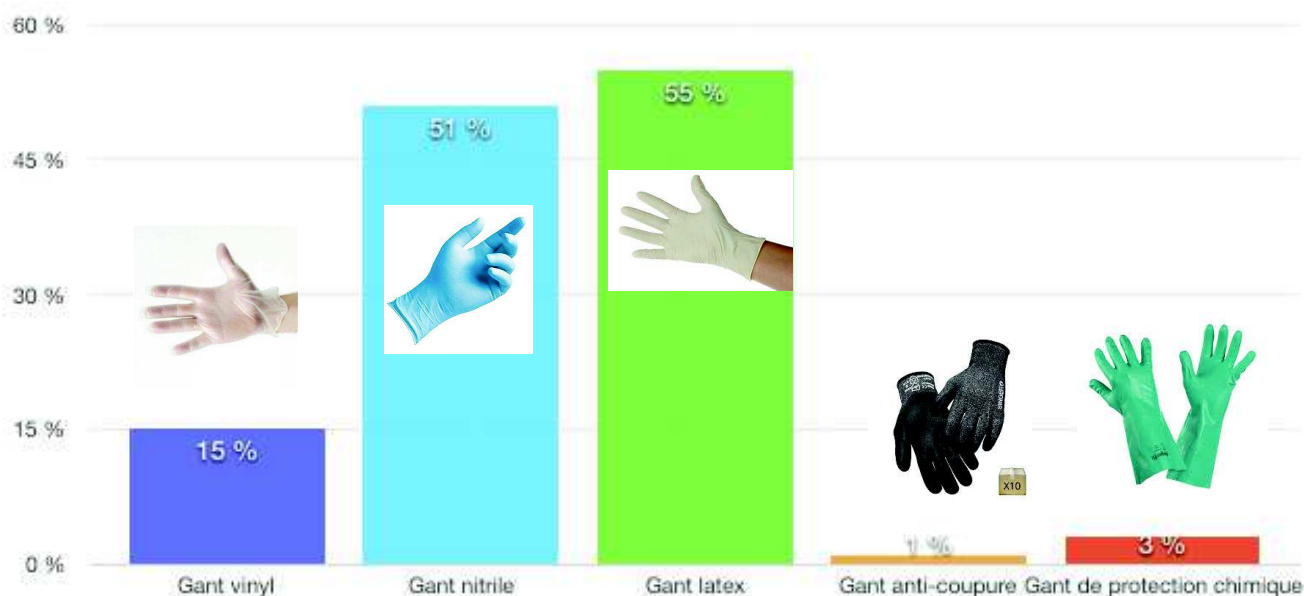 60 %
45 %
30 %
15 %
0 %
15 %
51 %
55 %
1 %
3 %
X10
Gant vinyl
Gant nitrile
Gant latex
Gant anti-coupure
Gant de protection chimique